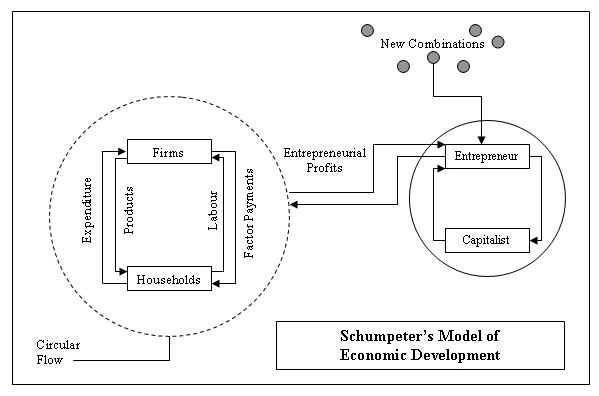 New Combinations
Firms
Entrepreneurial
Profits
Entrepreneur
Expenditure
Products
Labour
Factor Payments
Capitalist
Households
Circular
Flow
Schumpeter's Model of
Economic Development